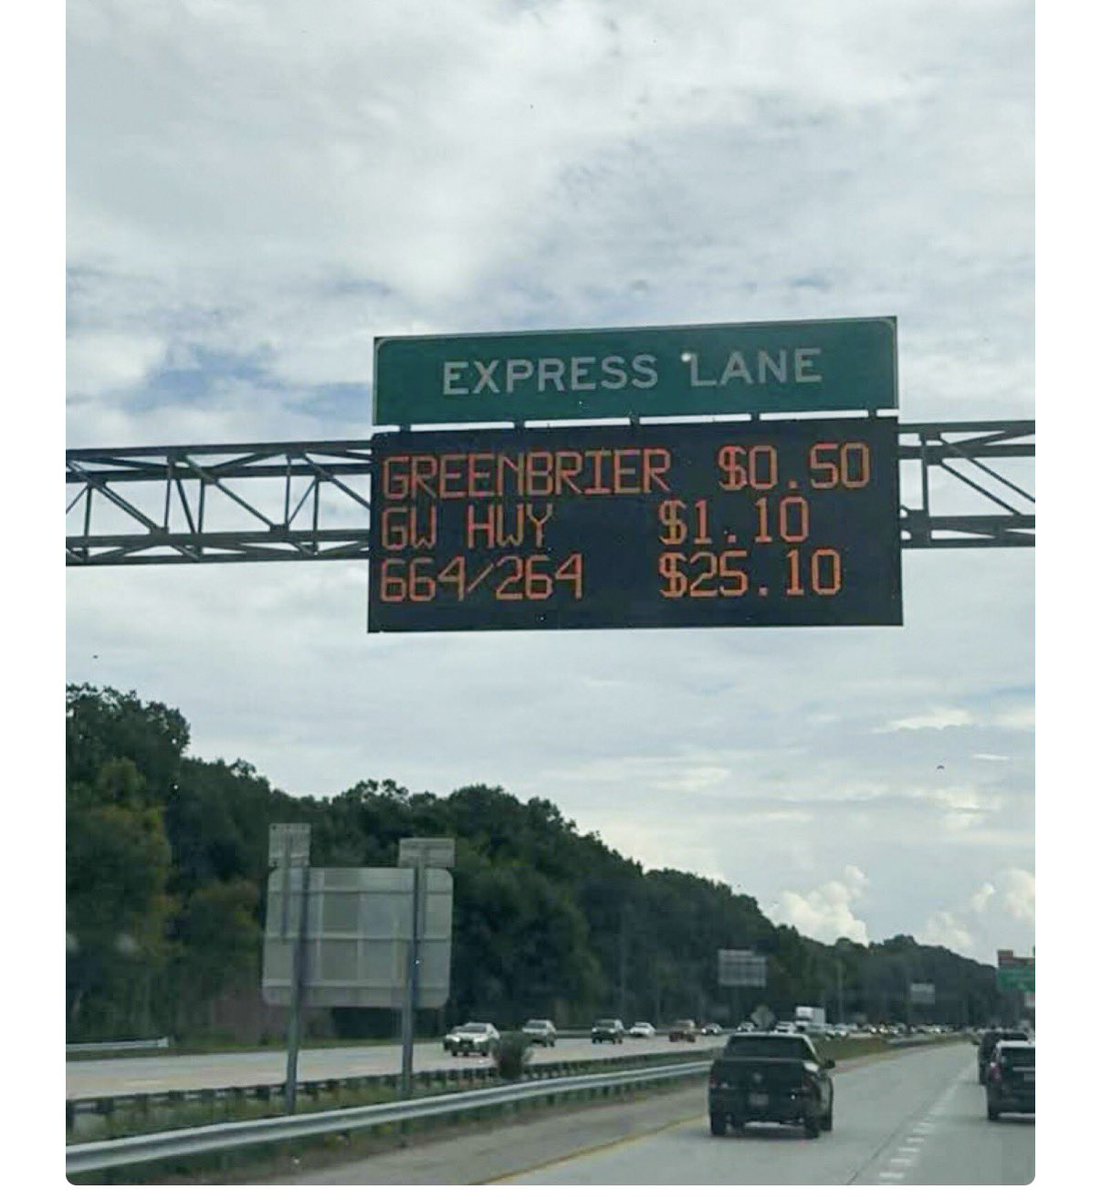 EXPRESS LANE
GREENBRIER $0.50
GW HWY $1.10
664/264 $25.10